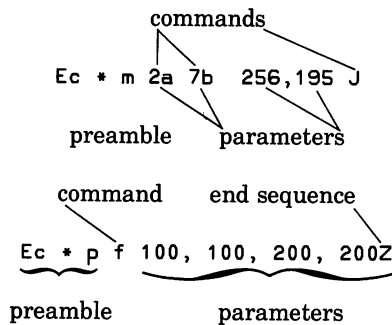 commands
Ec * m 2a 7b 256,195 J
preamble parameters
command end sequence
Ec * p f 100, 100, 200, 200Z
preamble parameters